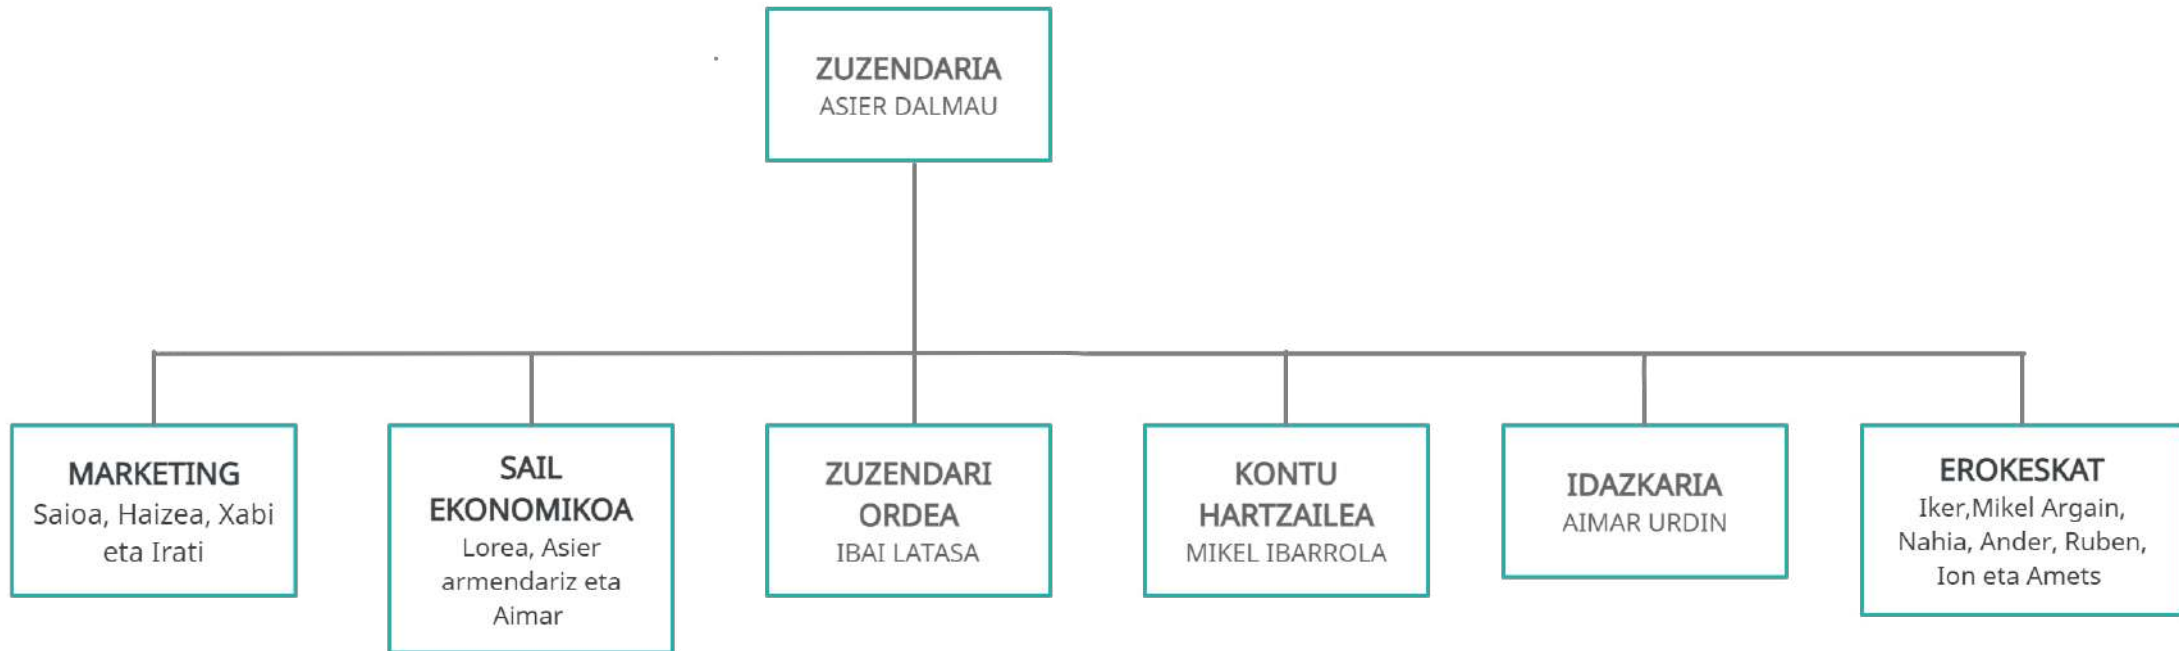 ZUZENDARIA
ASIER DALMAU
MARKETING
Saioa, Haizea, Xabi
eta Irati
SAIL
EKONOMIKOA
Lorea, Asier
armendariz eta
Aimar
ZUZENDARI
ORDEA
IBAI LATASA
KONTU
HARTZAILEA
MIKEL IBARROLA
IDAZKARIA
AIMAR URDIN
EROKESKAT
Iker,Mikel Argain,
Nahia, Ander, Ruben,
Ion eta Amets